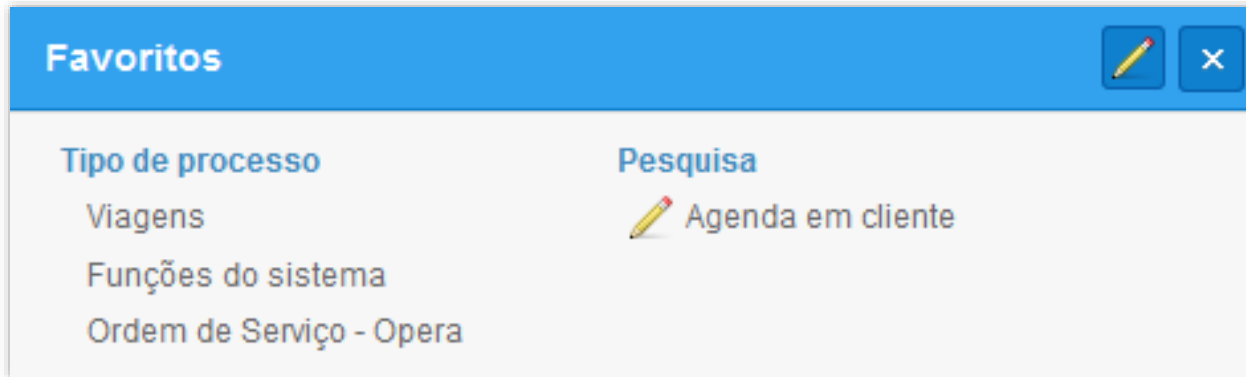 Favoritos
Tipo de processo
Viagens
Funções do sistema
Ordem de Serviço - Opera
Pesquisa
Agenda em cliente